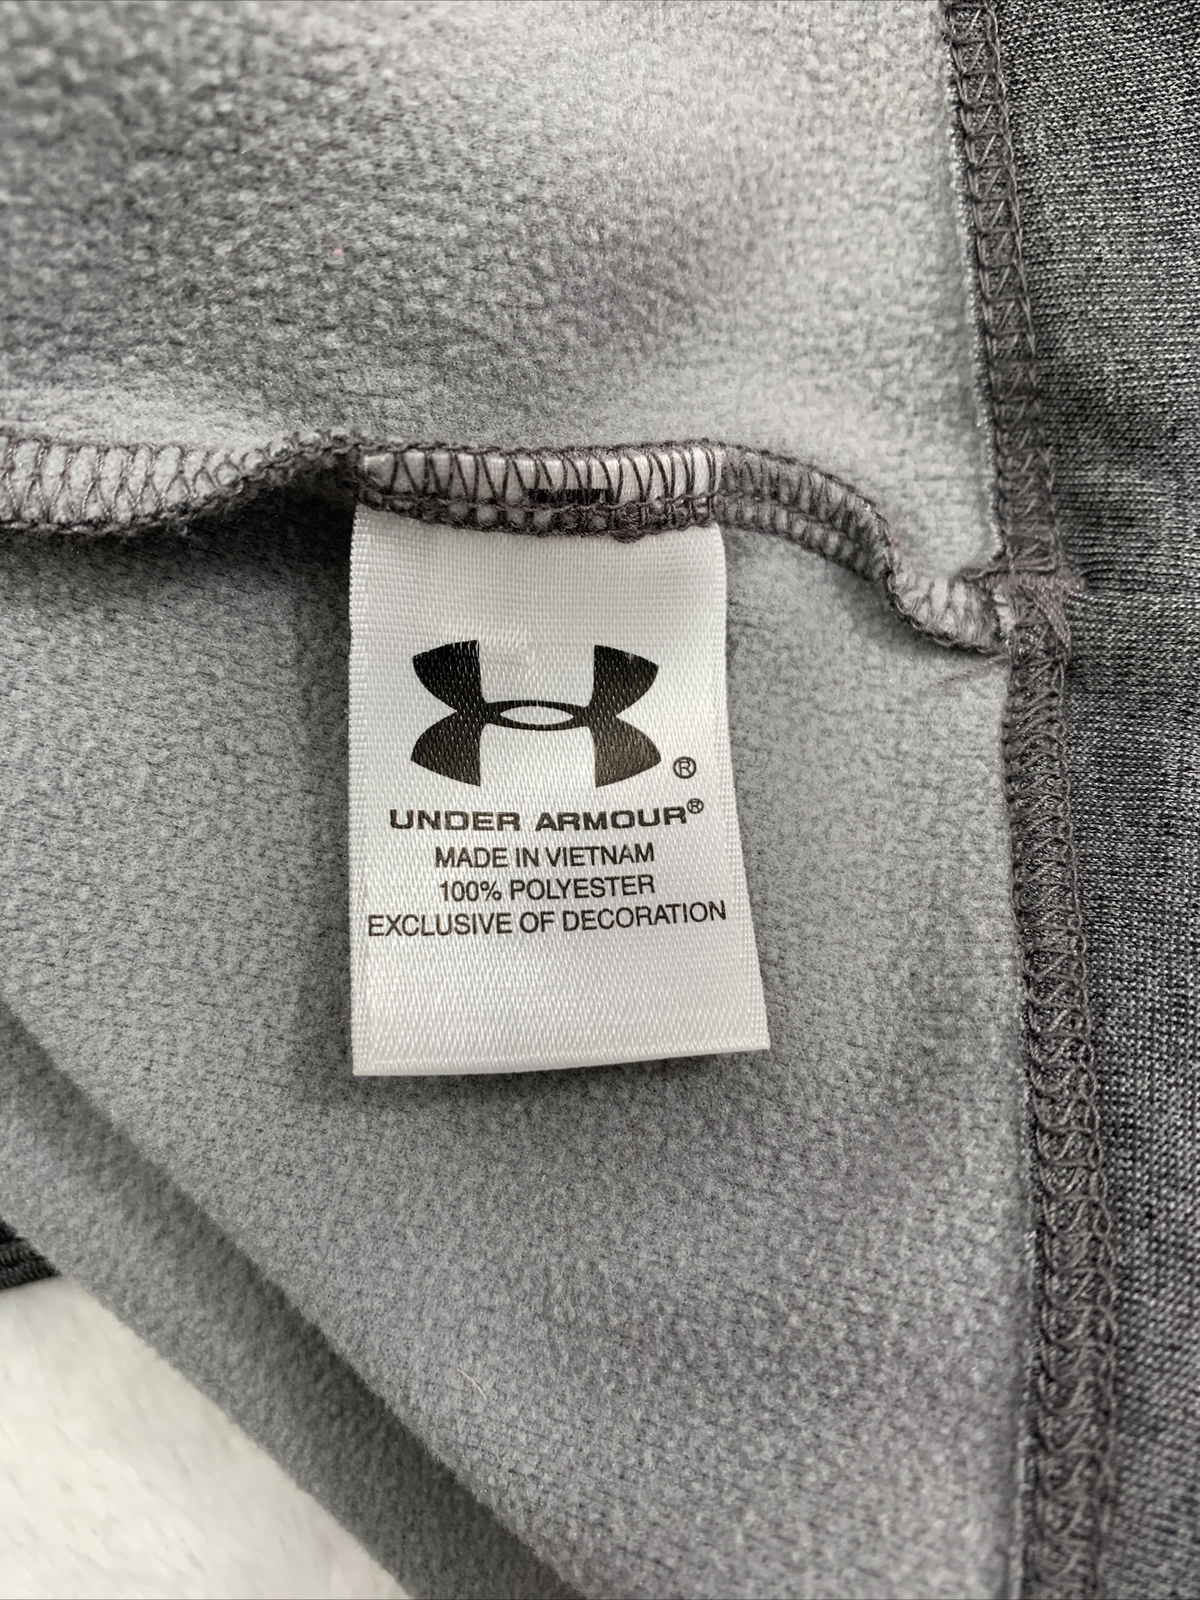 ®
UNDER ARMOUR®
MADE IN VIETNAM
100% POLYESTER
EXCLUSIVE OF DECORATION